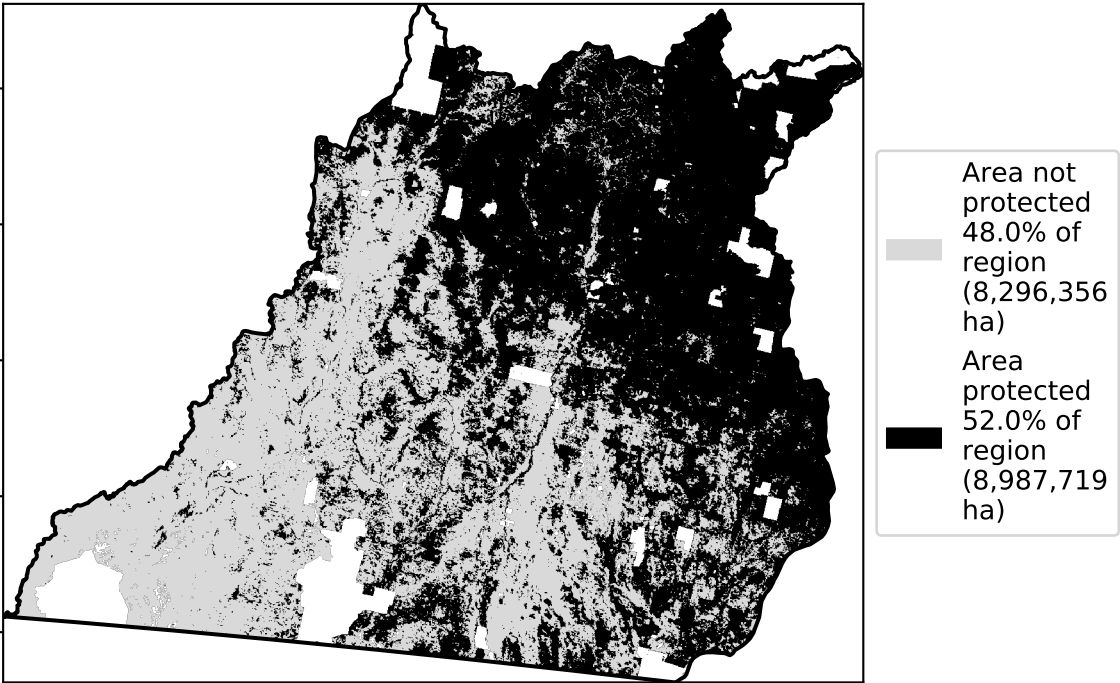 Area not
protected
48.0% of
region
(8,296,356
ha)
Area
protected
52.0% of
region
(8,987,719
ha)